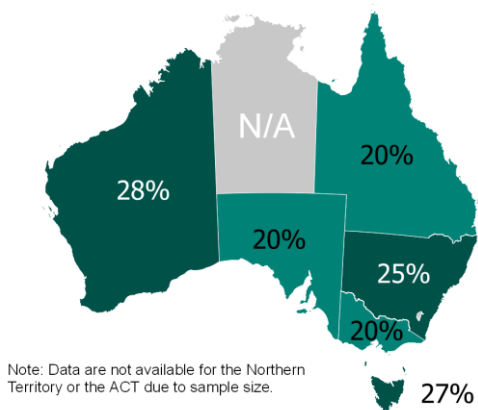 N/A
20%
28%
20%
25%
20%
Note: Data are not available for the Northern
Territory or the ACT due to sample size.
27%